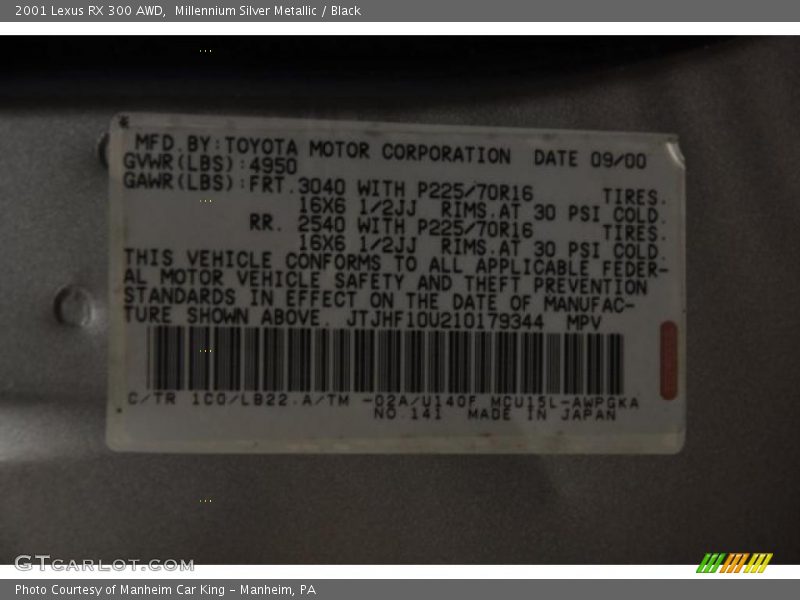 2001 Lexus RX 300 AWD,  Millennium Silver Metallic / Black
MFD.BY:TOYOTA MOTOR CORPORATION DATE 09/00
GVWR(LBS):4950
GAWR(LBS):FRT.3040 WITH P225/70R16 TIRES.
16X6 1/2JJ RIMS.AT 30 PSI COLD.
RR. 2540 WITH P225/70R16 TIRES.
16X6 1/2JJ RIMS.AT 30 PSI COLD.
THIS VEHICLE CONFORMS TO ALL APPLICABLE FEDER-
AL MOTOR VEHICLE SAFETY AND THEFT PREVENTION
STANDARDS IN EFFECT ON THE DATE OF MANUFAC-
TURE SHOWN ABOVE. JTJHF10U210179344 MPV
C/TR 1C0/LB22.A/TM -02A/U140F MCU15L-AWPGKA
NO.141 MADE IN JAPAN
GTcarlot.com
Photo Courtesy of Manheim Car King - Manheim, PA